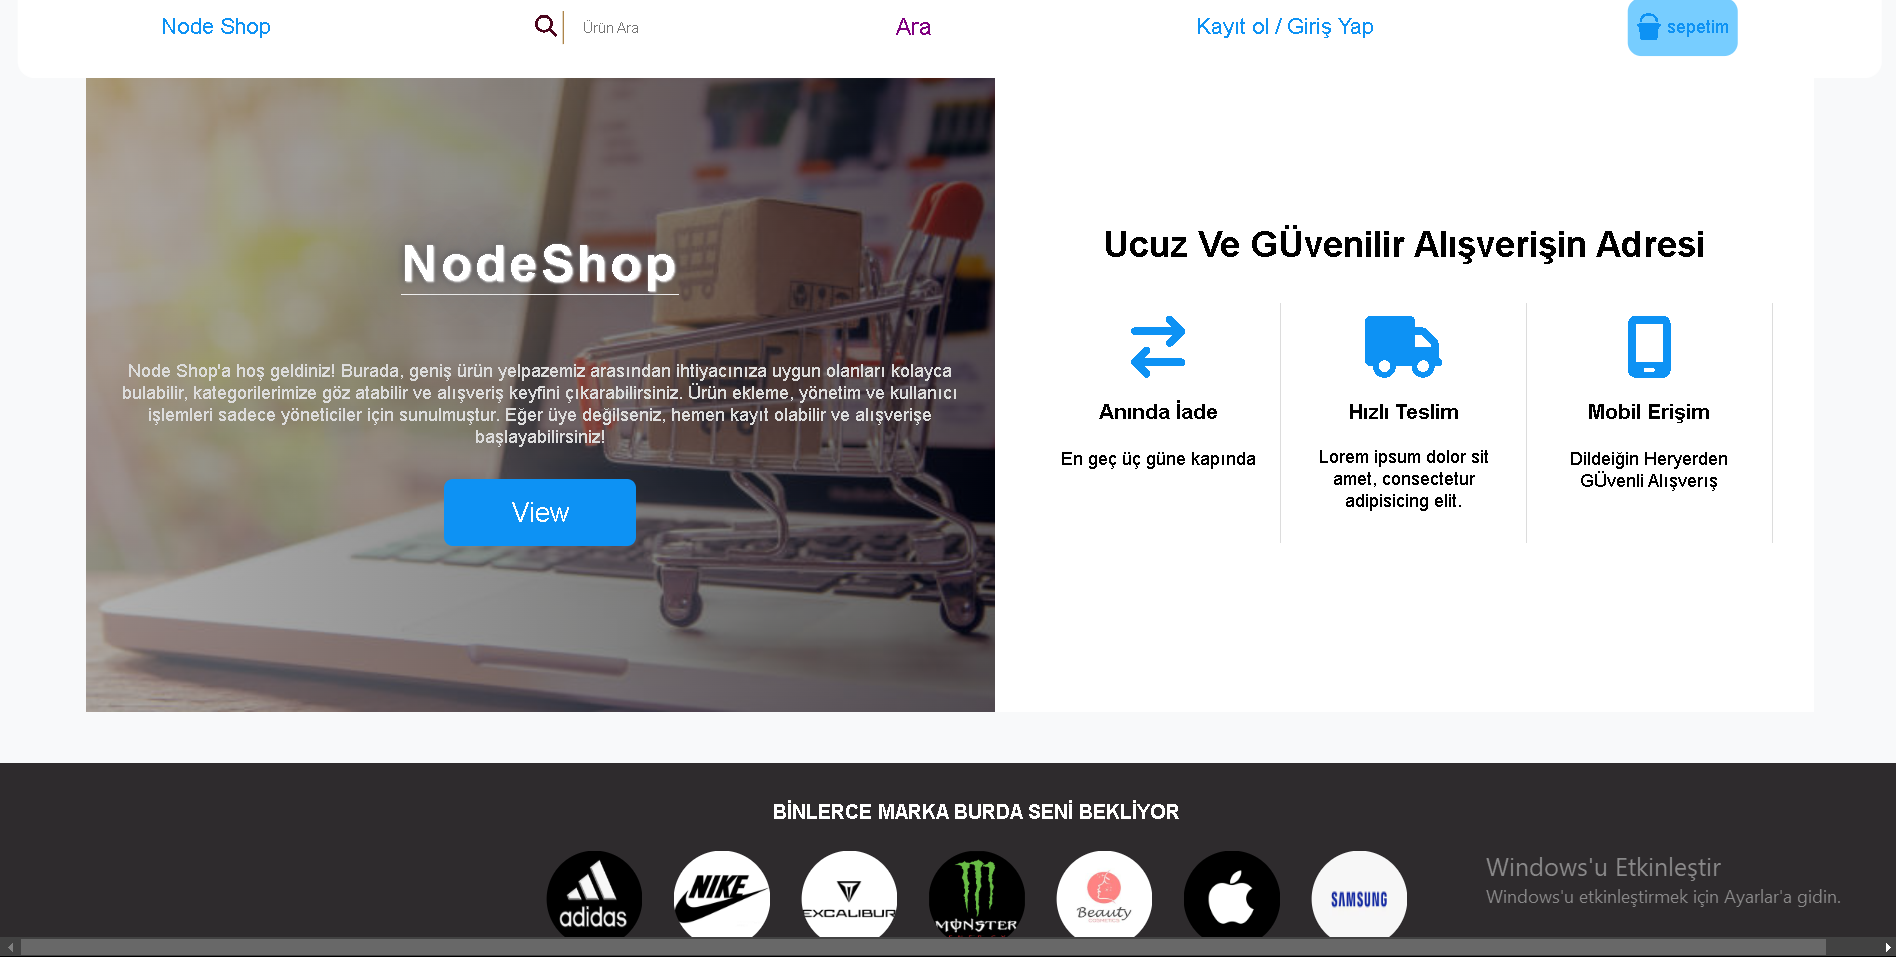 Node Shop
Ürün Ara
Ara
Kayıt ol / Giriş Yap
sepetim
NodeShop
Node Shop'a hoş geldiniz! Burada, geniş ürün yelpazemiz arasından ihtiyacınıza uygun olanları kolayca
bulabilir, kategorilerimize göz atabilir ve alışveriş keyfini çıkarabilirsiniz. Ürün ekleme, yönetim ve kullanıcı
işlemleri sadece yöneticiler için sunulmuştur. Eğer üye değilseniz, hemen kayıt olabilir ve alışverişe
başlayabilirsiniz!
View
Ucuz Ve GÜvenilir Alışverişin Adresi
Anında İade
En geç üç güne kapında
Hızlı Teslim
Lorem ipsum dolor sit
amet, consectetur
adipisicing elit.
Mobil Erişim
Dildeiğin Heryerden
GÜvenli Alışverış
BİNLERCE MARKA BURDA SENİ BEKLİYOR
adidas
NIKE
EXCALIBUR
MONSTER
Beauty
SAMSUNG
Windows'u Etkinleştir
Windows'u etkinleştirmek için Ayarlar'a gidin.